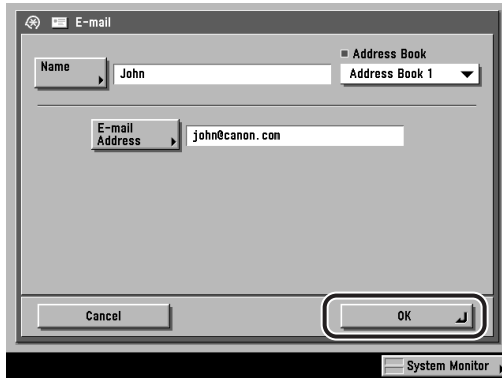 E-mail
Address Book
Name
John
Address Book 1
E-mail
Address
john@canon.com
Cancel
OK
System Monitor